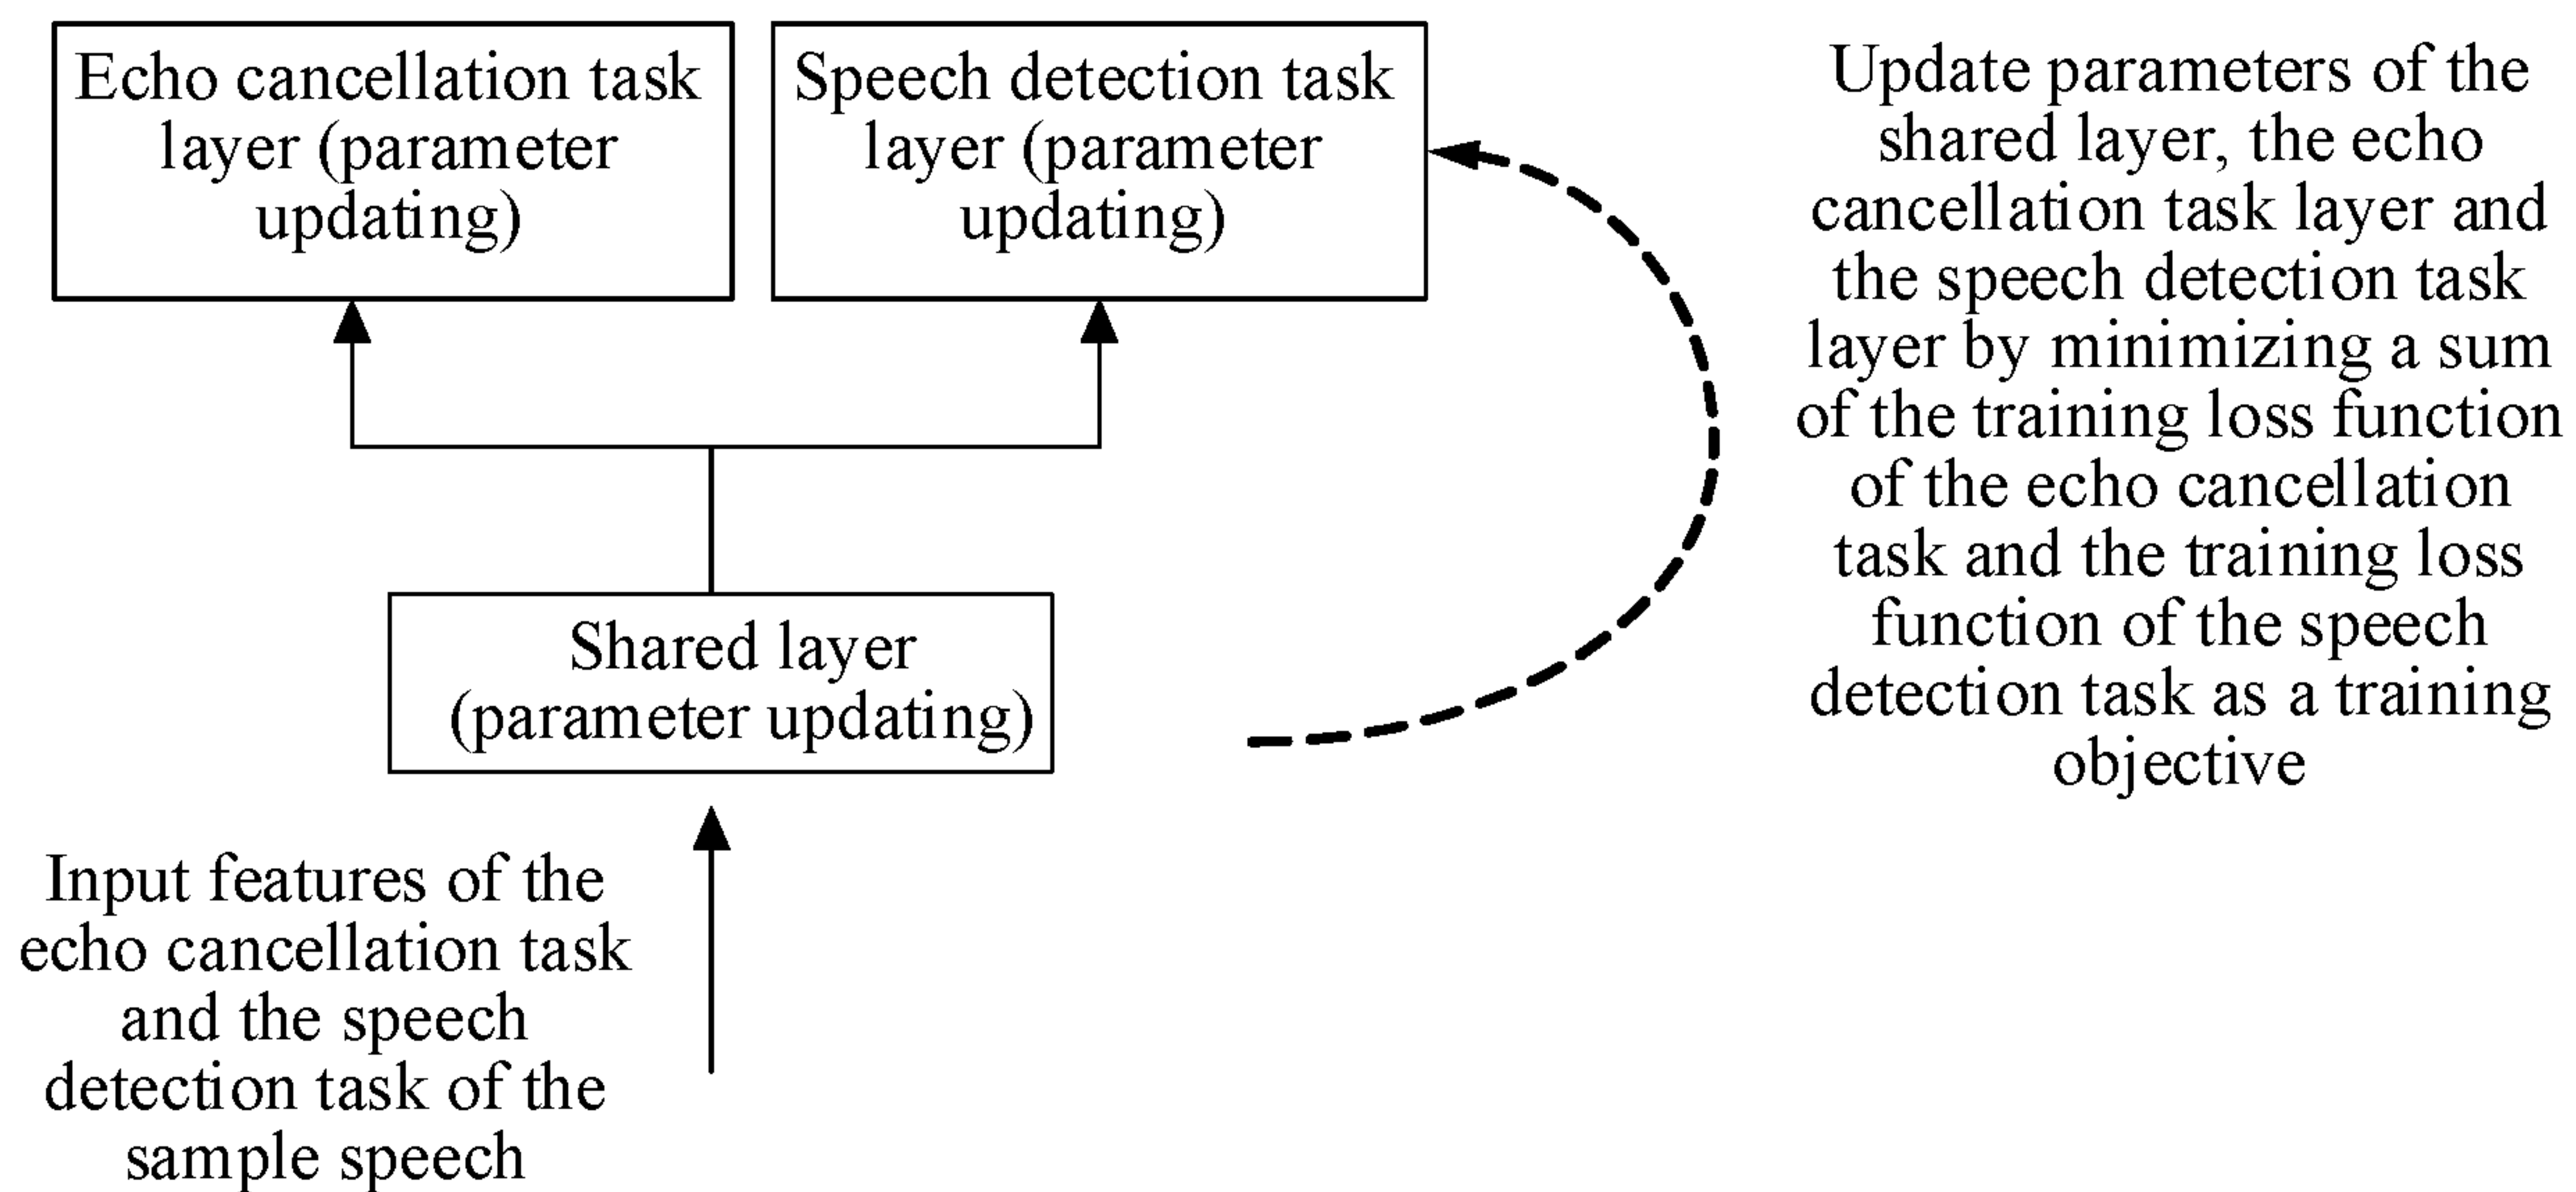 Echo cancellation task
layer (parameter
updating)
Speech detection task
layer (parameter
updating)
Update parameters of the
shared layer, the echo
cancellation task layer and
the speech detection task
layer by minimizing a sum
of the training loss function
of the echo cancellation
task and the training loss
function of the speech
detection task as a training
objective
Shared layer
(parameter updating)
Input features of the
echo cancellation task
and the speech
detection task of the
sample speech